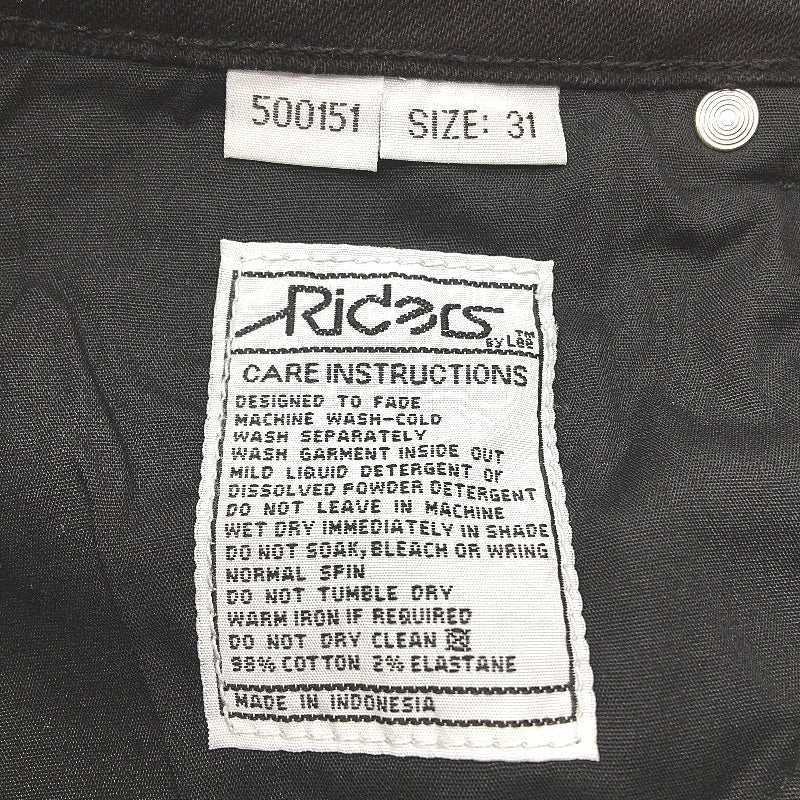 500151
SIZE: 31
Riders
BY Lee™
CARE INSTRUCTIONS
DESIGNED TO FADE
MACHINE WASH-COLD
WASH SEPARATELY
WASH GARMENT INSIDE OUT
MILD LIQUID DETERGENT or
DISSOLVED POWDER DETERGENT
DO NOT LEAVE IN MACHINE
WET DRY IMMEDIATELY IN SHADE
DO NOT SOAK, BLEACH OR WRING
NORMAL SPIN
DO NOT TUMBLE DRY
WARM IRON IF REQUIRED
DO NOT DRY CLEAN
98% COTTON 2% ELASTANE
MADE IN INDONESIA